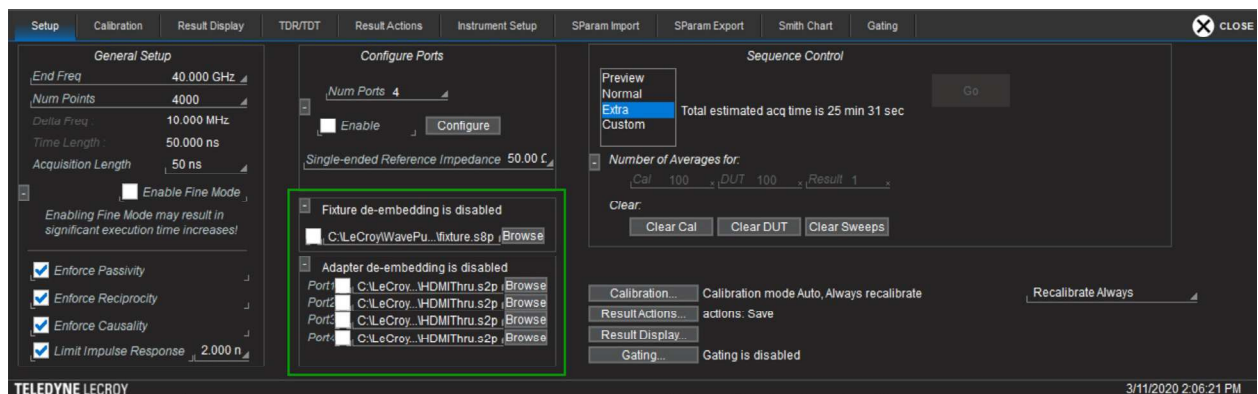 Setup Calibration Result Display TDR/TDT Result Actions Instrument Setup SParam Import SParam Export Smith Chart Gating CLOSE
General Setup
End Freq 40.000 GHz
Num Points 4000
Delta Freq : 10.000 MHz
Time Length : 50.000 ns
Acquisition Length 50 ns
Enable Fine Mode
Enabling Fine Mode may result in
significant execution time increases!
Enforce Passivity
Enforce Reciprocity
Enforce Causality
Limit Impulse Response 2.000 n
Configure Ports
Num Ports 4
Enable Configure
Single-ended Reference Impedance 50.00 Ω
Fixture de-embedding is disabled
C:\LeCroy\WavePu...\fixture.s8p Browse
Adapter de-embedding is disabled
Port1 C:\LeCroy...\HDMIThru.s2p Browse
Port2 C:\LeCroy...\HDMIThru.s2p Browse
Port3 C:\LeCroy...\HDMIThru.s2p Browse
Port4 C:\LeCroy...\HDMIThru.s2p Browse
Sequence Control
Preview
Normal
Extra
Custom
Total estimated acq time is 25 min 31 sec
Go
Number of Averages for:
Cal 100 DUT 100 Result 1
Clear:
Clear Cal Clear DUT Clear Sweeps
Calibration... Calibration mode Auto, Always recalibrate Recalibrate Always
Result Actions... actions: Save
Result Display...
Gating... Gating is disabled
TELEDYNE LECROY 3/11/2020 2:06:21 PM